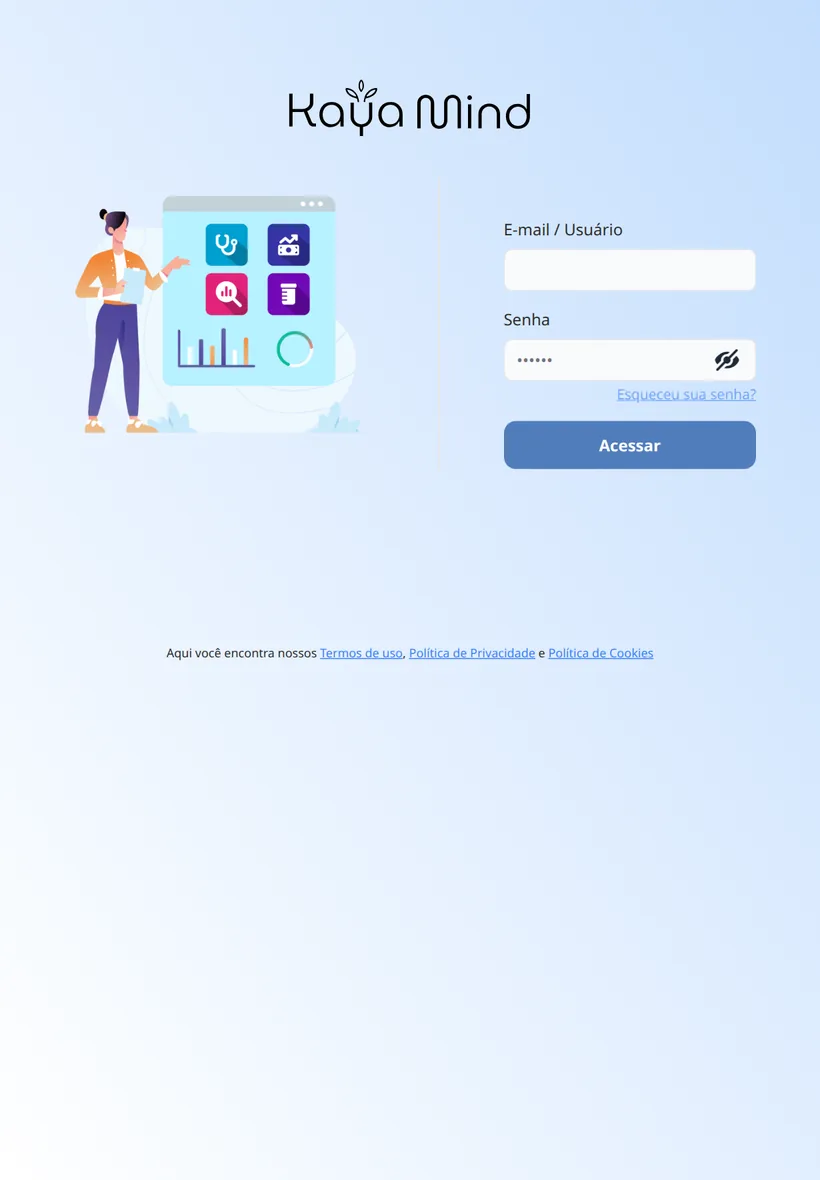 Kaya Mind
E-mail / Usuário
Senha
••••••
Esqueceu sua senha?
Acessar
Aqui você encontra nossos Termos de uso, Política de Privacidade e Política de Cookies